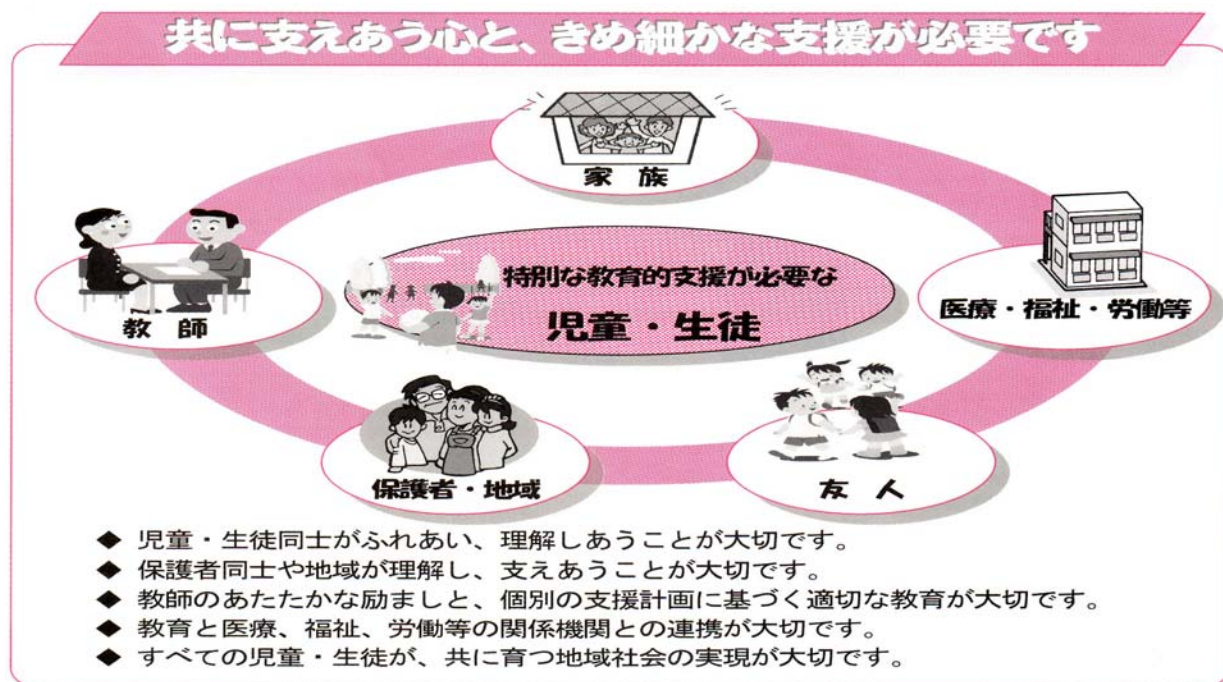 共に支えあう心と、きめ細かな支援が必要です
家族
教師
特別な教育的支援が必要な
児童・生徒
医療・福祉・労働等
保護者・地域
友人
◆ 児童・生徒同士がふれあい、理解しあうことが大切です。
◆ 保護者同士や地域が理解し、支えあうことが大切です。
◆ 教師のあたたかな励ましと、個別の支援計画に基づく適切な教育が大切です。
◆ 教育と医療、福祉、労働等の関係機関との連携が大切です。
◆ すべての児童・生徒が、共に育つ地域社会の実現が大切です。